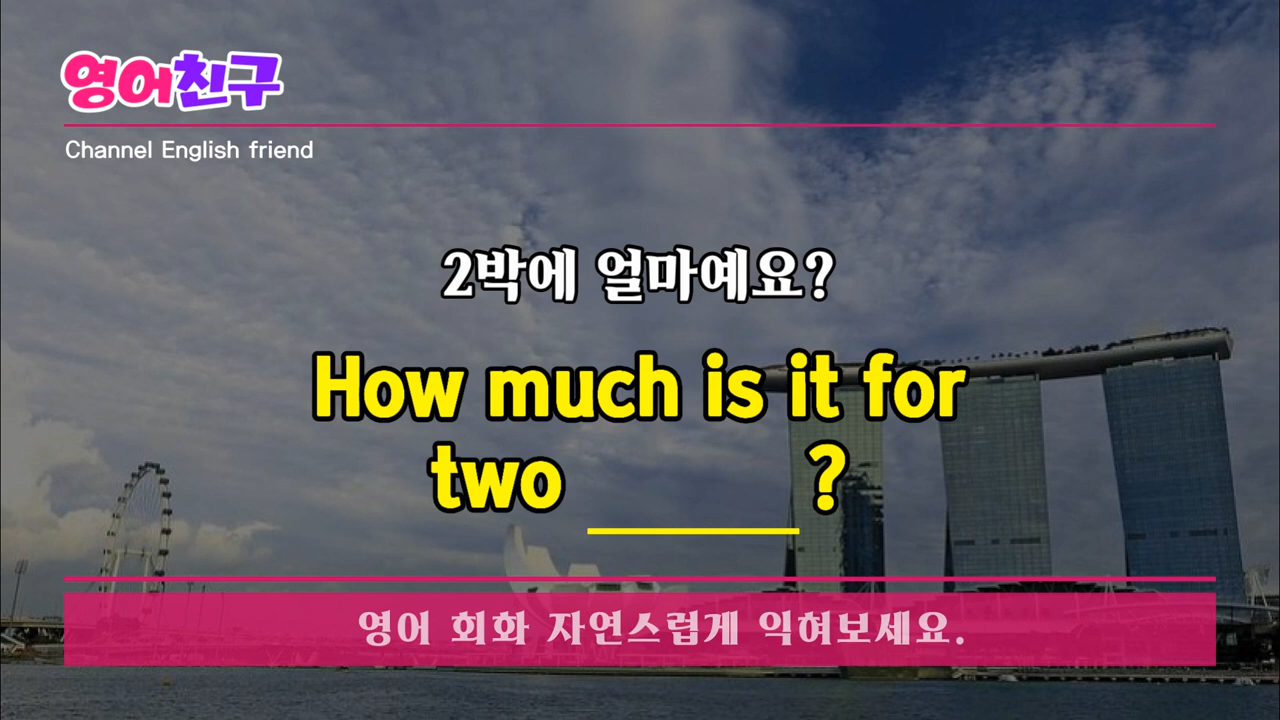 영어친구
Channel English friend
2박에 얼마예요?
How much is it for
two ________?
영어 회화 자연스럽게 익혀보세요.